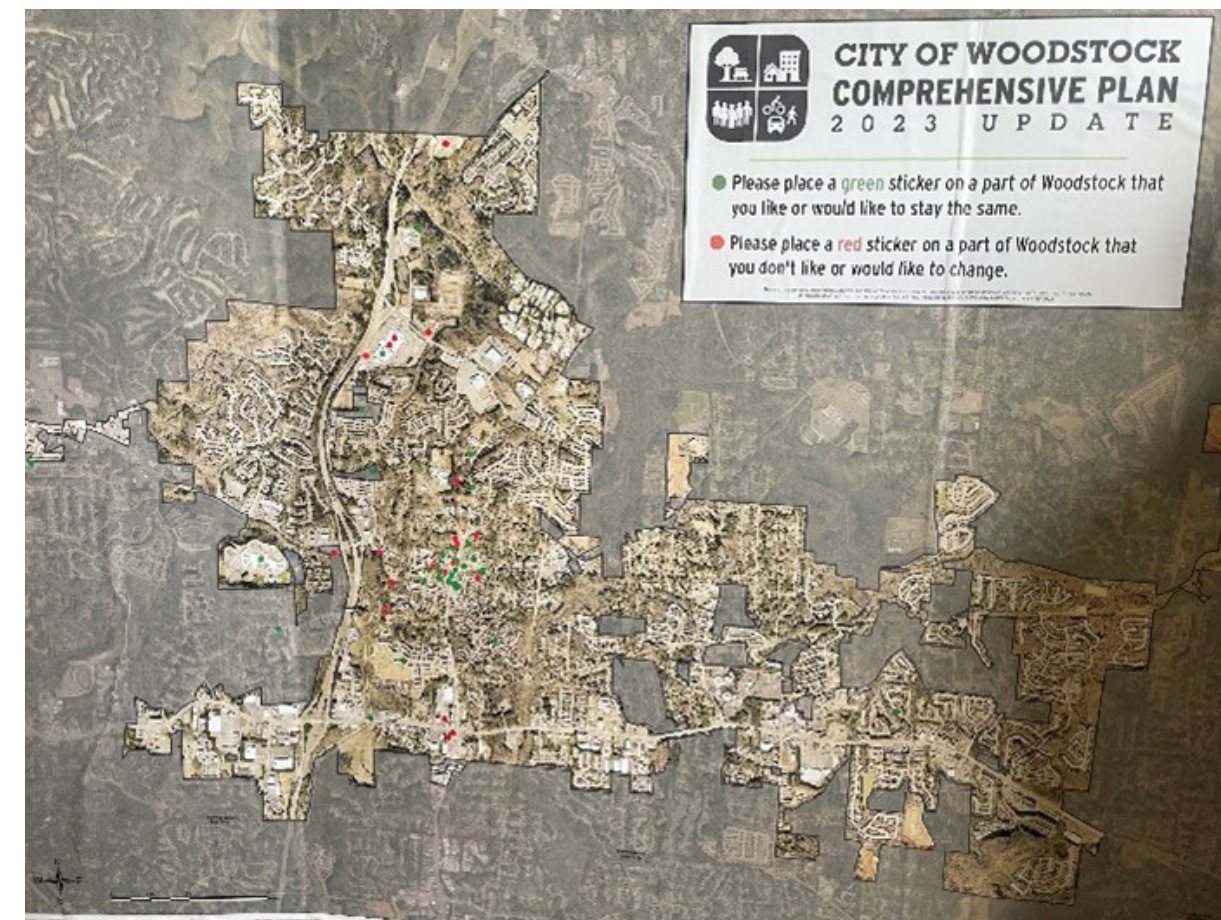 CITY OF WOODSTOCK
COMPREHENSIVE PLAN
2023 UPDATE
Please place a green sticker on a part of Woodstock that
you like or would like to stay the same.
Please place a red sticker on a part of Woodstock that
you don't like or would like to change.